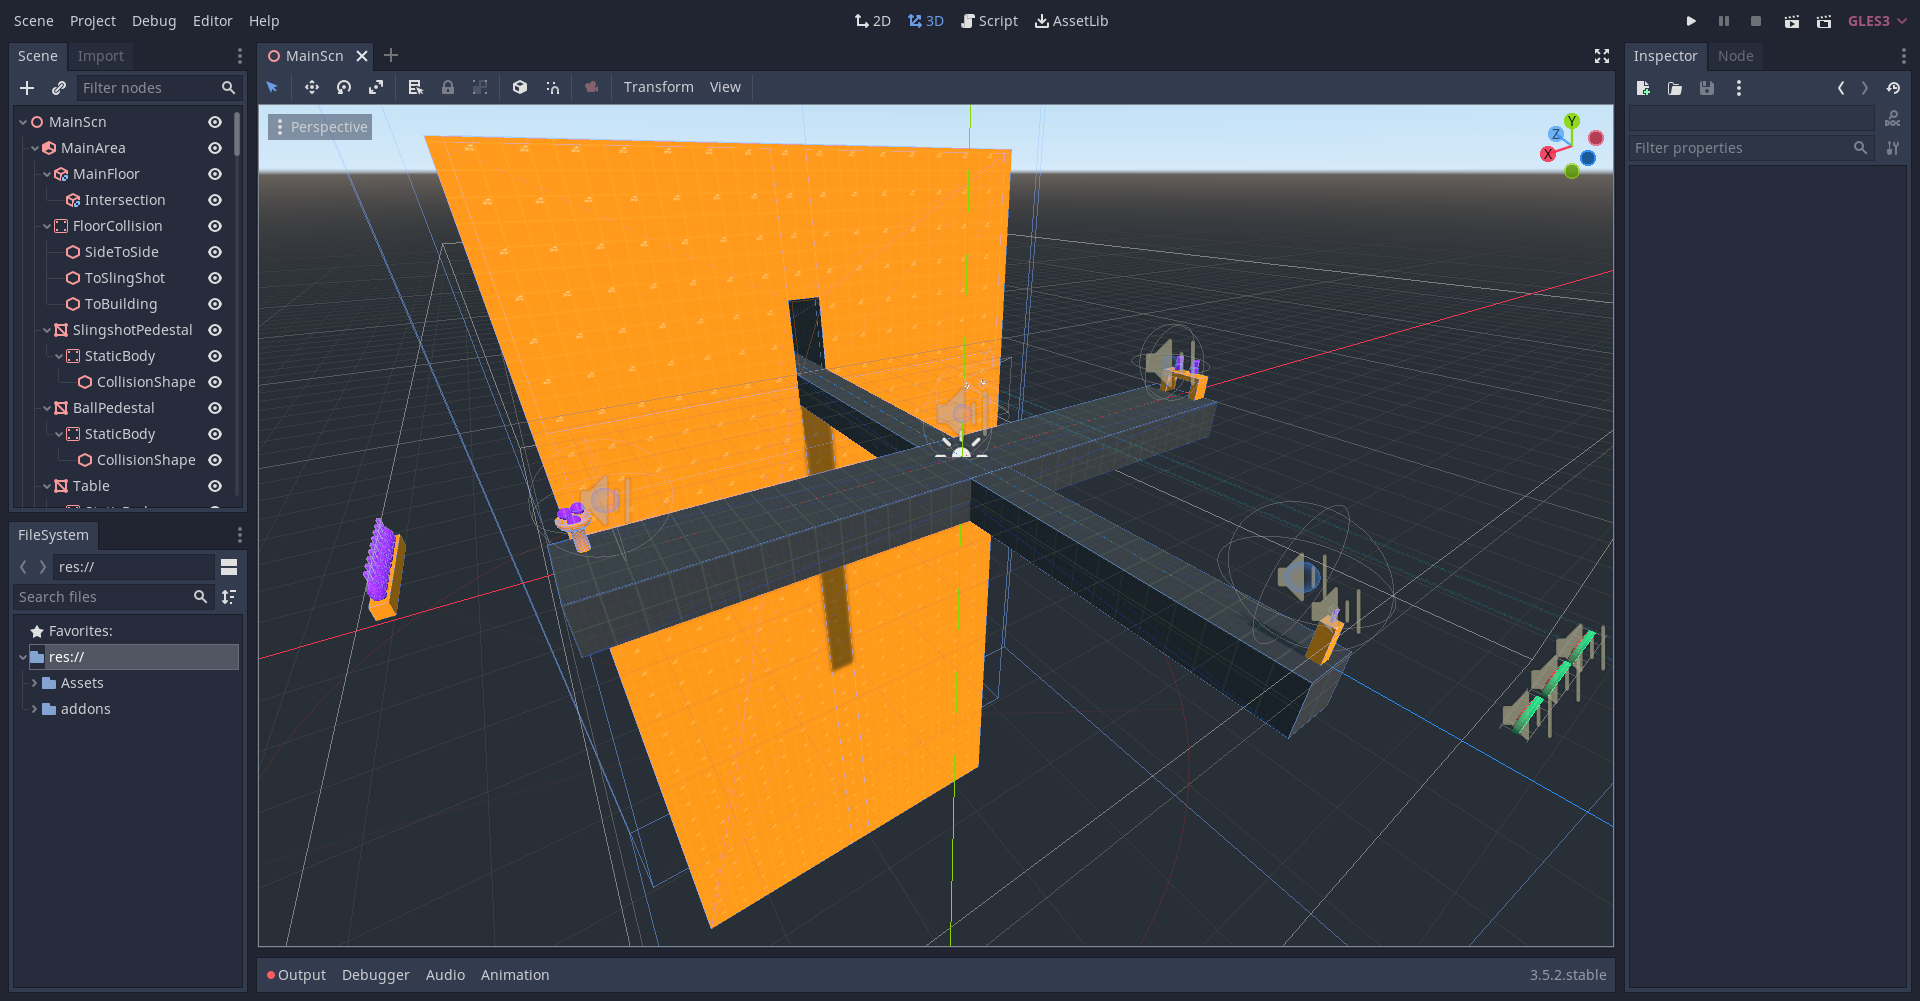 Scene Project Debug Editor Help
2D 3D Script AssetLib
GLES3
Scene Import
Filter nodes
MainScn
MainArea
MainFloor
Intersection
FloorCollision
SideToSide
ToSlingShot
ToBuilding
SlingshotPedestal
StaticBody
CollisionShape
BallPedestal
StaticBody
CollisionShape
Table
FileSystem
res://
Search files
Favorites:
res://
Assets
addons
MainScn
Transform View
Perspective
Y
Z
X
Output Debugger Audio Animation
3.5.2.stable
Inspector Node
DOC
Filter properties